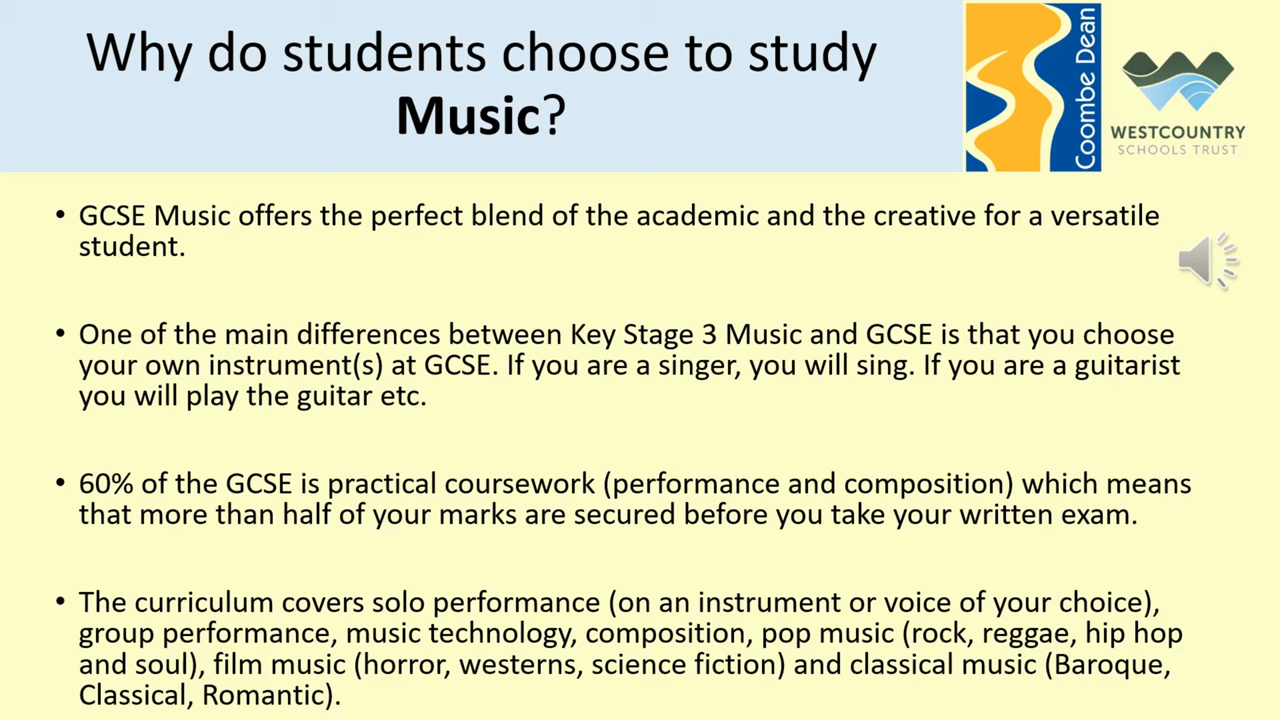 Why do students choose to study
Music?
Coombe Dean
WESTCOUNTRY
SCHOOLS TRUST
• GCSE Music offers the perfect blend of the academic and the creative for a versatile
student.
• One of the main differences between Key Stage 3 Music and GCSE is that you choose
your own instrument(s) at GCSE. If you are a singer, you will sing. If you are a guitarist
you will play the guitar etc.
• 60% of the GCSE is practical coursework (performance and composition) which means
that more than half of your marks are secured before you take your written exam.
• The curriculum covers solo performance (on an instrument or voice of your choice),
group performance, music technology, composition, pop music (rock, reggae, hip hop
and soul), film music (horror, westerns, science fiction) and classical music (Baroque,
Classical, Romantic).